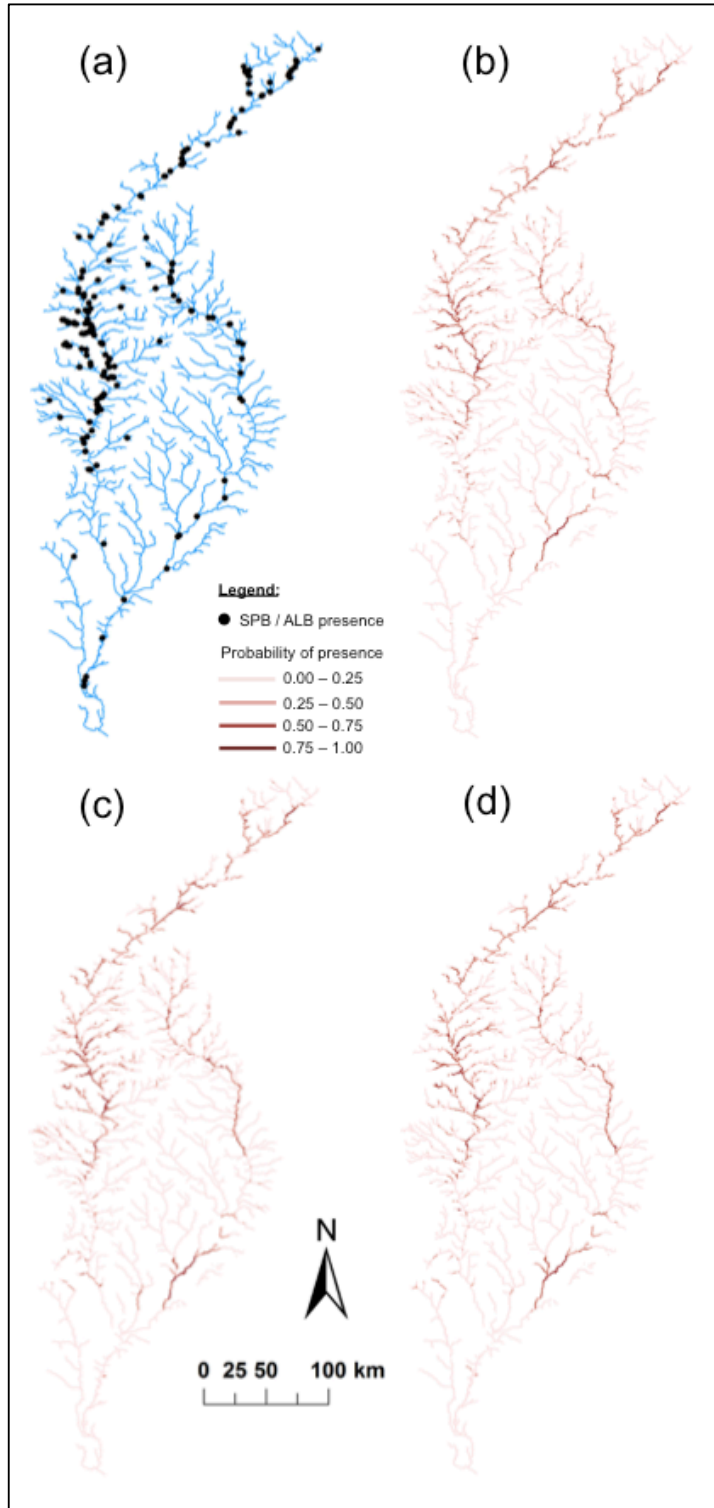 (a)
(b)
Legend:
SPB / ALB presence
Probability of presence
0.00 – 0.25
0.25 – 0.50
0.50 – 0.75
0.75 – 1.00
(c)
(d)
N
0 25 50 100 km